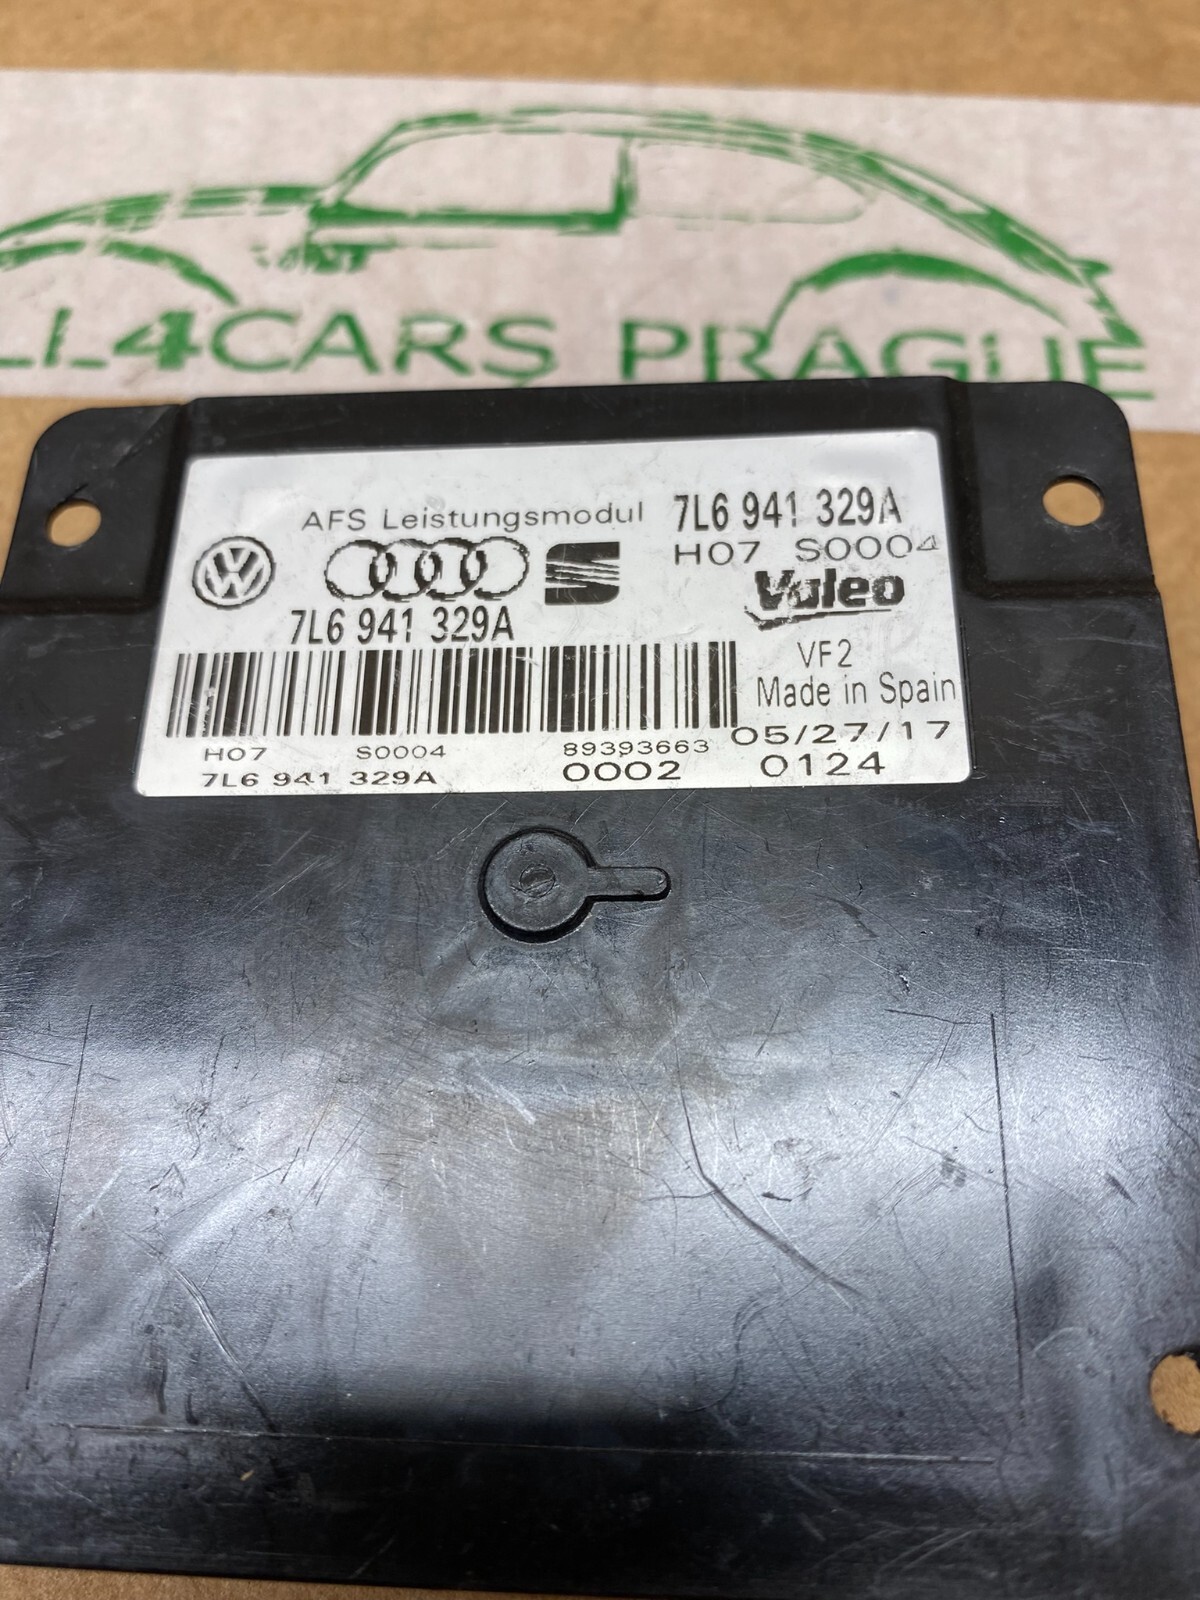 LL4CARS PRAGUE
AFS Leistungsmodul 7L6 941 329A
H07 S0004
Valeo
7L6 941 329A
VF2
Made in Spain
05/27/17
H07 S0004 89393663
7L6 941 329A 0002 0124